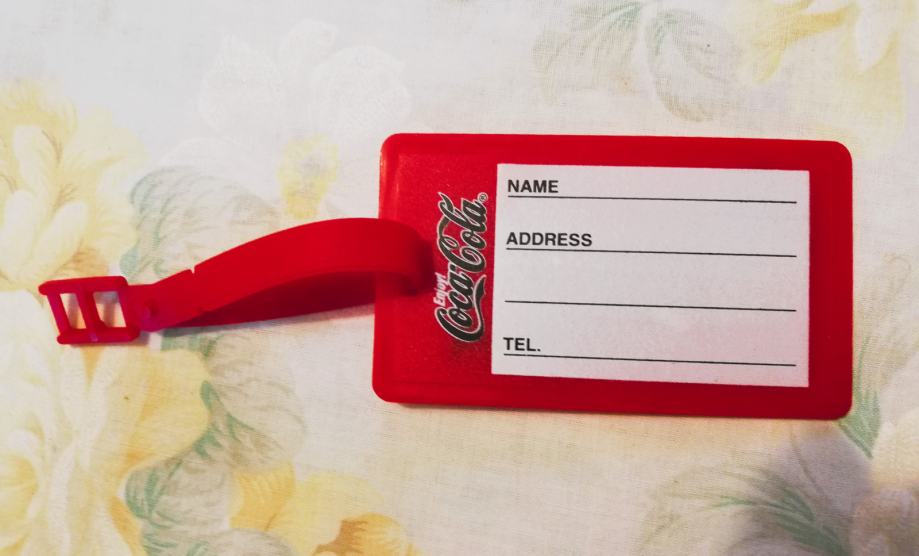 Enjoy!
Coca-Cola®
NAME
ADDRESS
TEL.